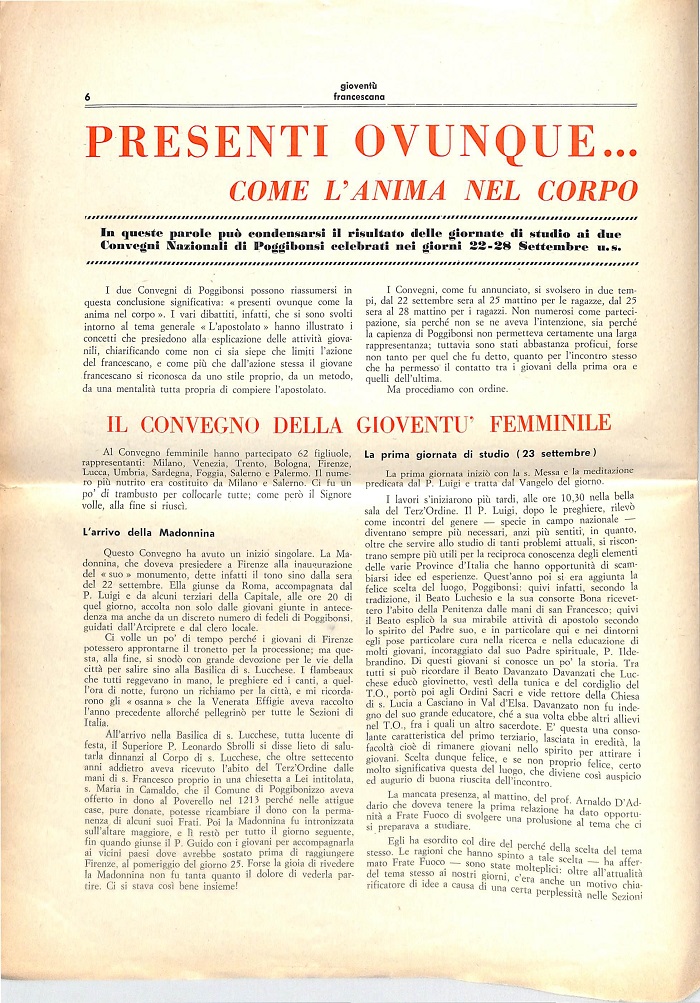 gioventù
6
francescana
PRESENTI OVUNQUE...
COME L'ANIMA NEL CORPO
In queste parole può condensarsi il risultato delle giornate di studio ai due
Convegni Nazionali di Poggibonsi celebrati nei giorni 22-28 Settembre u.s.
I due Convegni di Poggibonsi possono riassumersi in
questa conclusione significativa: « presenti ovunque come la
anima nel corpo ». I vari dibattiti, infatti, che si sono svolti
intorno al tema generale « L'apostolato » hanno illustrato i
concetti che presiedono alla esplicazione delle attività giova-
nili, chiarificando come non ci sia siepe che limiti l'azione
del francescano, e come più che dall'azione stessa il giovane
francescano si riconosca da uno stile proprio, da un metodo,
da una mentalità tutta propria di compiere l'apostolato.
I Convegni, come fu annunciato, si svolsero in due tem-
pi, dal 22 settembre sera al 25 mattino per le ragazze, dal 25
sera al 28 mattino per i ragazzi. Non numerosi come parteci-
pazione, sia perché non se ne aveva l'intenzione, sia perché
la capienza di Poggibonsi non permetteva certamente una larga
rappresentanza; tuttavia sono stati abbastanza proficui, forse
non tanto per quel che fu detto, quanto per l'incontro stesso
che ha permesso il contatto tra i giovani della prima ora e
quelli dell'ultima.
Ma procediamo con ordine.
IL CONVEGNO DELLA GIOVENTU' FEMMINILE
Al Convegno femminile hanno partecipato 62 figliuole,
rappresentanti: Milano, Venezia, Trento, Bologna, Firenze,
Lucca, Umbria, Sardegna, Foggia, Salerno e Palermo. Il nume-
ro più nutrito era costituito da Milano e Salerno. Ci fu un
po' di trambusto per collocarle tutte; come però il Signore
volle, alla fine si riuscì.
L'arrivo della Madonnina
Questo Convegno ha avuto un inizio singolare. La Ma-
donnina, che doveva presiedere a Firenze alla inaugurazione
del « suo » monumento, dette infatti il tono sino dalla sera
del 22 settembre. Ella giunse da Roma, accompagnata dal
P. Luigi e da alcuni terziari della Capitale, alle ore 20 di
quel giorno, accolta non solo dalle giovani giunte in antece-
denza ma anche da un discreto numero di fedeli di Poggibonsi,
guidati dall'Arciprete e dal clero locale.
Ci volle un po' di tempo perché i giovani di Firenze
potessero approntarne il tronetto per la processione; ma que-
sta, alla fine, si snodò con grande devozione per le vie della
città per salire sino alla Basilica di s. Lucchese. I flambeaux
che tutti reggevano in mano, le preghiere ed i canti, a quel-
l'ora di notte, furono un richiamo per la città, e mi ricorda-
rono gli « osanna » che la Venerata Effigie aveva raccolto
l'anno precedente allorché pellegrinò per tutte le Sezioni di
Italia.
All'arrivo nella Basilica di s. Lucchese, tutta lucente di
festa, il Superiore P. Leonardo Sbrolli si disse lieto di salu-
tarla dinnanzi al Corpo di s. Lucchese, che oltre settecento
anni addietro aveva ricevuto l'abito del Terz'Ordine dalle
mani di s. Francesco proprio in una chiesetta a Lei intitolata,
s. Maria in Camaldo, che il Comune di Poggibonizzo aveva
offerto in dono al Poverello nel 1213 perché nelle attigue
case, pure donate, potesse ricambiare il dono con la perma-
nenza di alcuni suoi Frati. Poi la Madonnina fu intronizzata
sull'altare maggiore, e lì restò per tutto il giorno seguente,
fin quando giunse il P. Guido con i giovani per accompagnarla
ai vicini paesi dove avrebbe sostato prima di raggiungere
Firenze, al pomeriggio del giorno 25. Forse la gioia di rivedere
la Madonnina non fu tanta quanto il dolore di vederla par-
tire. Ci si stava così bene insieme!
La prima giornata di studio (23 settembre)
La prima giornata iniziò con la s. Messa e la meditazione
predicata dal P. Luigi e tratta dal Vangelo del giorno.
I lavori s'iniziarono più tardi, alle ore 10,30 nella bella
sala del Terz'Ordine. Il P. Luigi, dopo le preghiere, rilevò
come incontri del genere — specie in campo nazionale —
diventano sempre più necessari, anzi più sentiti, in quanto,
oltre che servire allo studio di tanti problemi attuali, si riscon-
trano sempre più utili per la reciproca conoscenza degli elementi
delle varie Province d'Italia che hanno opportunità di scam-
biarsi idee ed esperienze. Quest'anno poi si era aggiunta la
felice scelta del luogo, Poggibonsi: quivi infatti, secondo la
tradizione, il Beato Luchesio e la sua consorte Bona ricevet-
tero l'abito della Penitenza dalle mani di san Francesco; quivi
il Beato esplicò la sua mirabile attività di apostolo secondo
lo spirito del Padre suo, e in particolare qui e nei dintorni
egli pose particolare cura nella ricerca e nella educazione di
molti giovani, incoraggiato dal suo Padre spirituale, P. Ilde-
brandino. Di questi giovani si conosce un po' la storia. Tra
tutti si può ricordare il Beato Davanzato Davanzati che Luc-
chese educò giovinetto, vestì della tunica e del cordiglio del
T.O., portò poi agli Ordini Sacri e vide rettore della Chiesa
di s. Lucia a Casciano in Val d'Elsa. Davanzato non fu inde-
gno del suo grande educatore, ché a sua volta ebbe altri allievi
nel T.O., fra i quali un altro sacerdote. E' questa una conso-
lante caratteristica del primo terziario, lasciata in eredità, la
facoltà cioè di rimanere giovani nello spirito per attirare i
giovani. Scelta dunque felice, e se non proprio felice, certo
molto significativa questa del luogo, che diviene così auspicio
ed augurio di buona riuscita dell'incontro.
La mancata presenza, al mattino, del prof. Arnaldo D'Ad-
dario che doveva tenere la prima relazione ha dato opportu-
nità a Frate Fuoco di svolgere una prolusione al tema che ci
si preparava a studiare.
Egli ha esordito col dire del perché della scelta del tema
stesso. Le ragioni che hanno spinto a tale scelta — ha affer-
mato Frate Fuoco — sono state molteplici: oltre all'attualità
del tema stesso ai nostri giorni, c'era anche un motivo chia-
rificatore di idee a causa di una certa perplessità nelle Sezioni